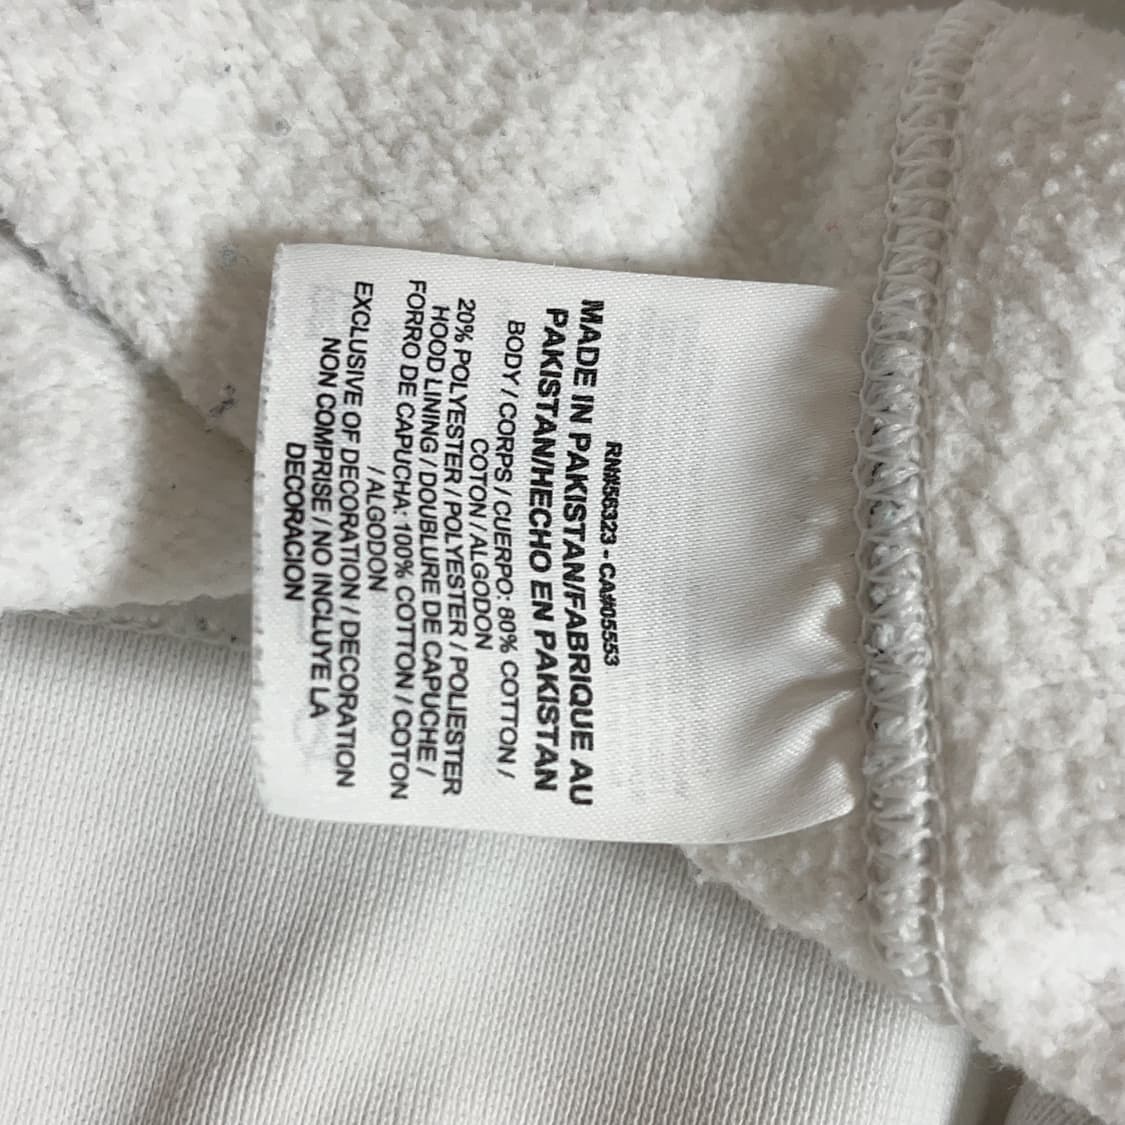 RN#56323 - CA#05553
MADE IN PAKISTAN/FABRIQUE AU
PAKISTAN/HECHO EN PAKISTAN
BODY / CORPS / CUERPO: 80% COTTON /
COTON / ALGODON
20% POLYESTER / POLYESTER / POLIESTER
HOOD LINING / DOUBLURE DE CAPUCHE /
FORRO DE CAPUCHA: 100% COTTON / COTON
/ ALGODON
EXCLUSIVE OF DECORATION / DECORATION
NON COMPRISE / NO INCLUYE LA
DECORACION